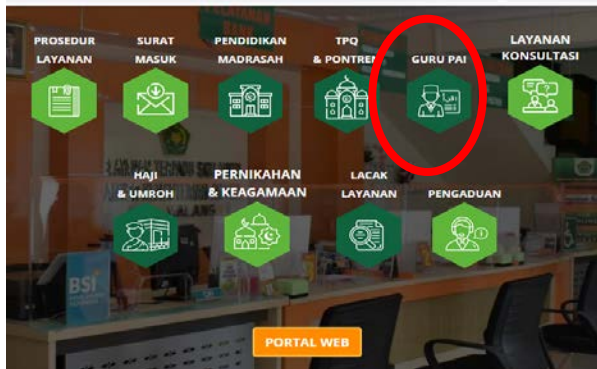 PROSEDUR
LAYANAN
SURAT
MASUK
PENDIDIKAN
MADRASAH
TPQ
& PONTREN
GURU PAI
LAYANAN
KONSULTASI
HAJI
& UMROH
PERNIKAHAN
& KEAGAMAAN
LACAK
LAYANAN
PENGADUAN
BSI
PORTAL WEB